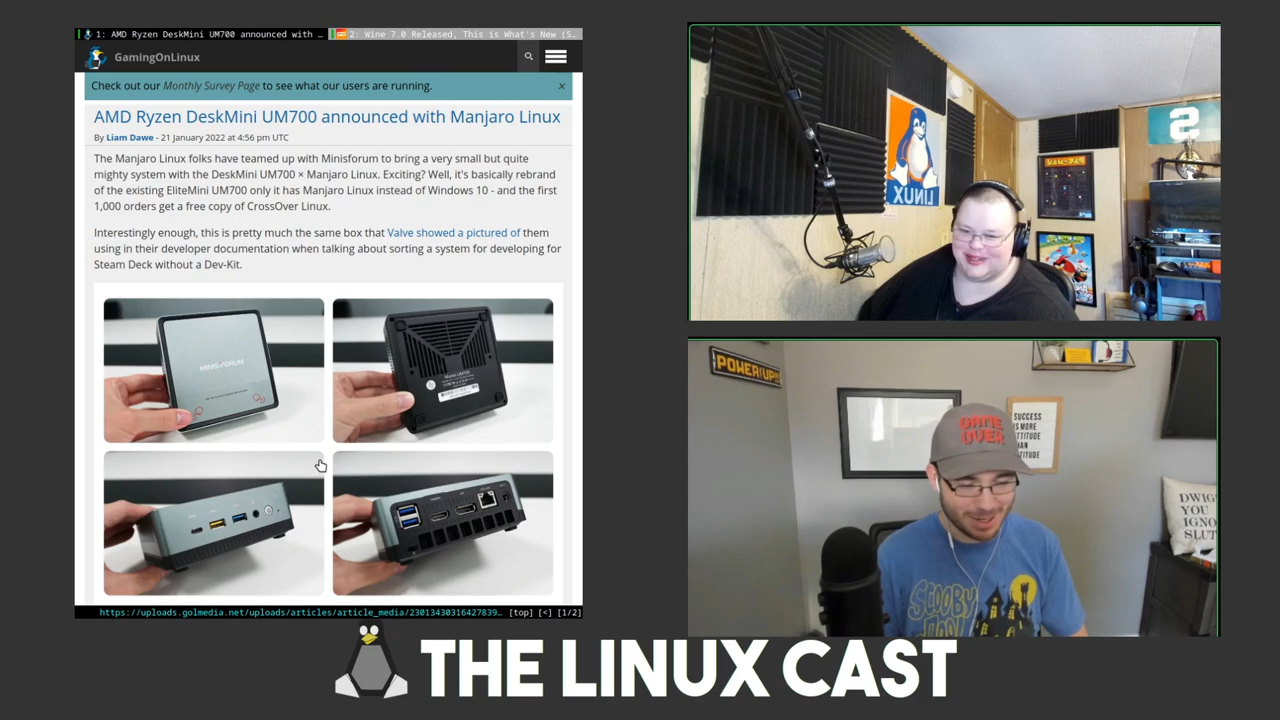 1: AMD Ryzen DeskMini UM700 announced with …
2: Wine 7.0 Released, This is What's New (S…
GamingOnLinux
Check out our Monthly Survey Page to see what our users are running.
×
AMD Ryzen DeskMini UM700 announced with Manjaro Linux
By Liam Dawe - 21 January 2022 at 4:56 pm UTC
The Manjaro Linux folks have teamed up with Minisforum to bring a very small but quite
mighty system with the DeskMini UM700 × Manjaro Linux. Exciting? Well, it's basically rebrand
of the existing EliteMini UM700 only it has Manjaro Linux instead of Windows 10 - and the first
1,000 orders get a free copy of CrossOver Linux.
Interestingly enough, this is pretty much the same box that Valve showed a pictured of them
using in their developer documentation when talking about sorting a system for developing for
Steam Deck without a Dev-Kit.
MINISFORUM
https://uploads.golmedia.net/uploads/articles/article_media/23013430316427839… [top] [<] [1/2]
LINUX
PAC-MAN
S
POWER UP!
GAME
OVER
SUCCESS
IS MORE
ATTITUDE
THAN
APTITUDE
DWIG
YOU
IGNO
SLUT
SCOOBY
DOO!
THE LINUX CAST